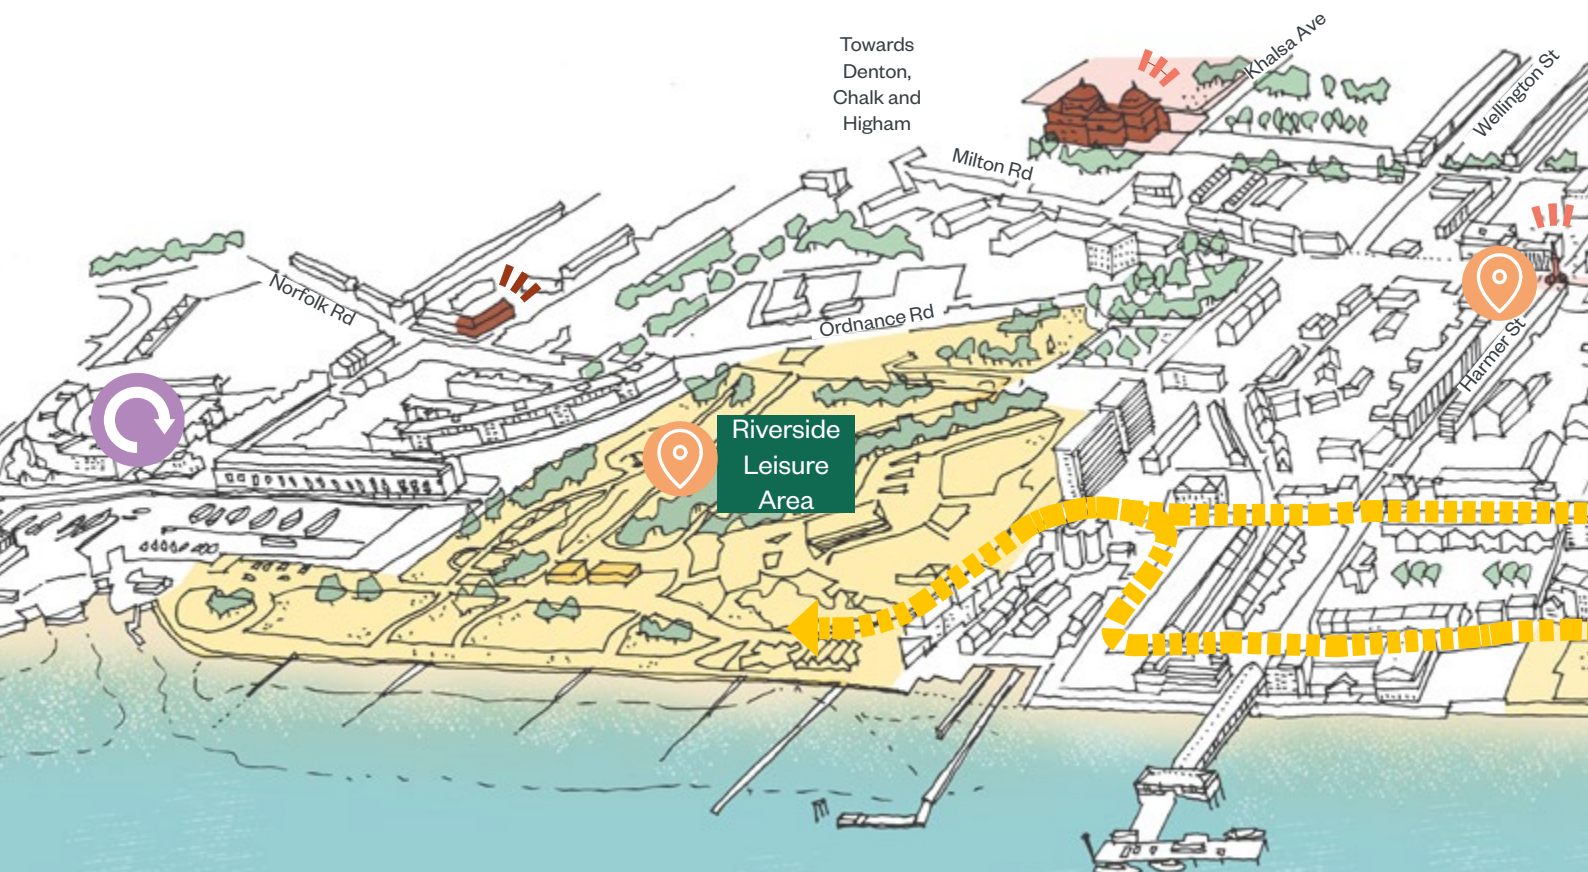 Towards
Denton,
Chalk and
Higham
Khalsa Ave
Wellington St
Milton Rd
Norfolk Rd
Ordnance Rd
Harmer St
Riverside
Leisure
Area